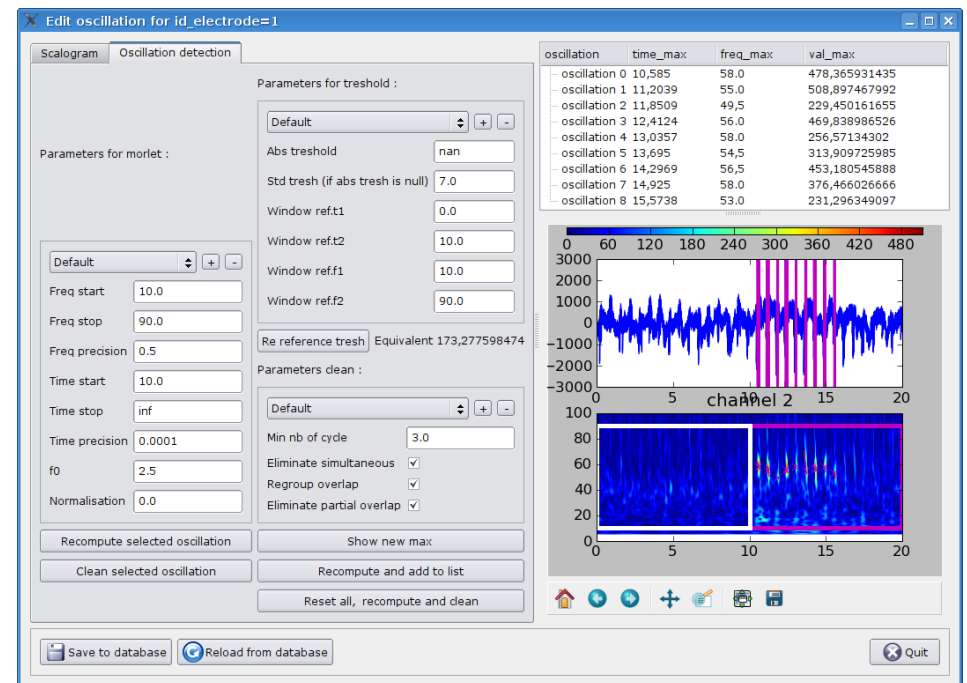 Edit oscillation for id_electrode=1
Scalogram Oscillation detection
Parameters for morlet :
Default + -
Freq start 10.0
Freq stop 90.0
Freq precision 0.5
Time start 10.0
Time stop inf
Time precision 0.0001
f0 2.5
Normalisation 0.0
Recompute selected oscillation
Clean selected oscillation
Parameters for treshold :
Default + -
Abs treshold nan
Std tresh (if abs tresh is null) 7.0
Window ref.t1 0.0
Window ref.t2 10.0
Window ref.f1 10.0
Window ref.f2 90.0
Re reference tresh Equivalent 173,277598474
Parameters clean :
Default + -
Min nb of cycle 3.0
Eliminate simultaneous
Regroup overlap
Eliminate partial overlap
Show new max
Recompute and add to list
Reset all, recompute and clean
oscillation time_max freq_max val_max
oscillation 0 10,585 58.0 478,365931435
oscillation 1 11,2039 55.0 508,897467992
oscillation 2 11,8509 49,5 229,450161655
oscillation 3 12,4124 56.0 469,838986526
oscillation 4 13,0357 58.0 256,57134302
oscillation 5 13,695 54,5 313,909725985
oscillation 6 14,2969 56,5 453,180545888
oscillation 7 14,925 58.0 376,466026666
oscillation 8 15,5738 53.0 231,296349097
0 60 120 180 240 300 360 420 480
3000
2000
1000
0
−1000
−2000
−3000
0 5 10 15 20
channel 2
100
80
60
40
20
0
0 5 10 15 20
Save to database Reload from database Quit